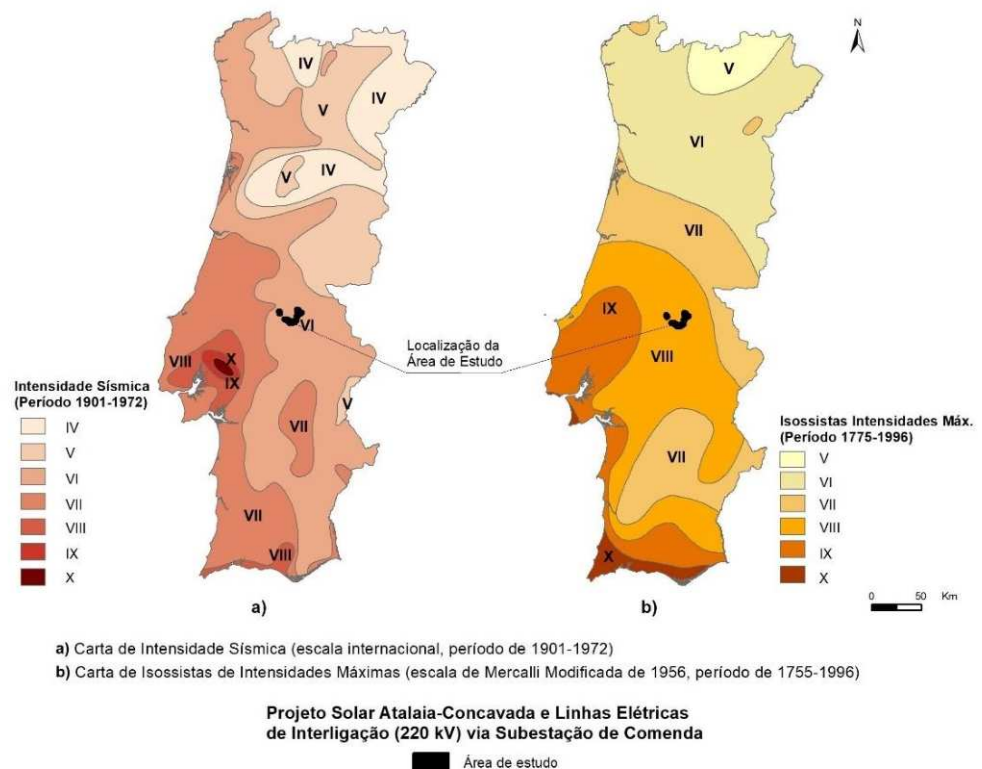 N
IV
IV
V
IV
V
VI
VIII
X
IX
V
VII
VII
VIII
a)
V
VI
VII
IX
VIII
VII
X
b)
Localização da
Área de Estudo
Intensidade Sísmica
(Período 1901-1972)
IV
V
VI
VII
VIII
IX
X
Isossistas Intensidades Máx.
(Período 1775-1996)
V
VI
VII
VIII
IX
X
0 50 Km
a) Carta de Intensidade Sísmica (escala internacional, período de 1901-1972)
b) Carta de Isossistas de Intensidades Máximas (escala de Mercalli Modificada de 1956, período de 1755-1996)
Projeto Solar Atalaia-Concavada e Linhas Elétricas
de Interligação (220 kV) via Subestação de Comenda
Área de estudo